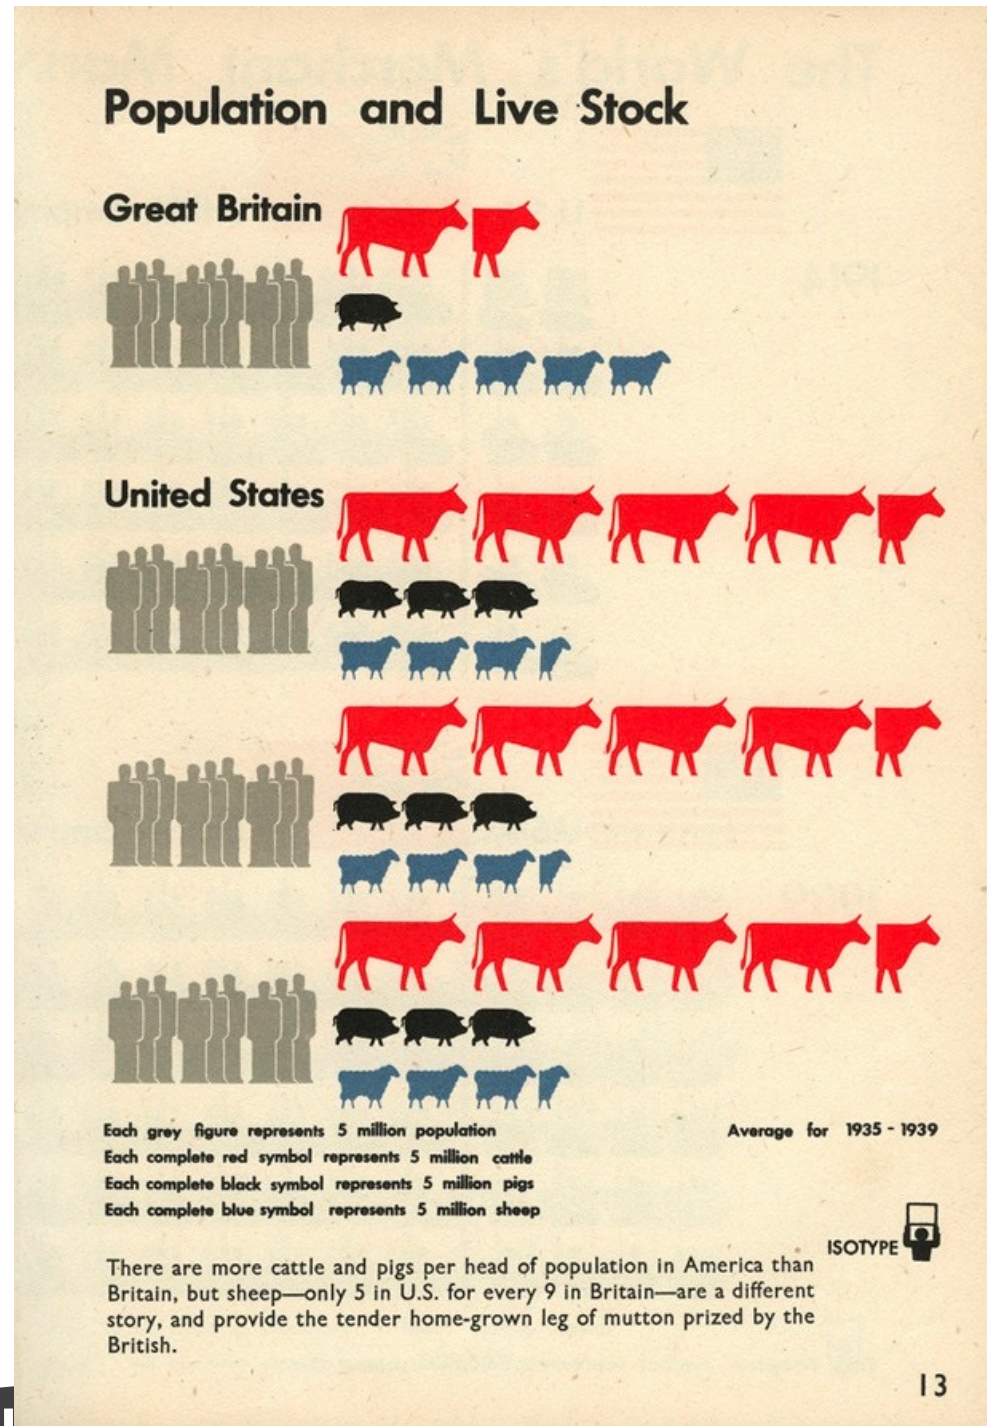 Population and Live Stock
Great Britain
United States
Each grey figure represents 5 million population
Average for 1935 - 1939
Each complete red symbol represents 5 million cattle
Each complete black symbol represents 5 million pigs
Each complete blue symbol represents 5 million sheep
ISOTYPE
There are more cattle and pigs per head of population in America than
Britain, but sheep—only 5 in U.S. for every 9 in Britain—are a different
story, and provide the tender home-grown leg of mutton prized by the
British.
13